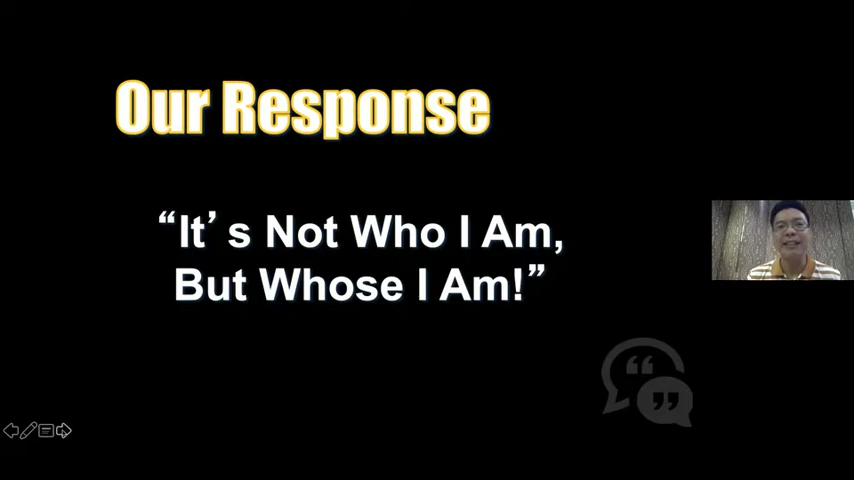 Our Response
“It’s Not Who I Am,
But Whose I Am!”